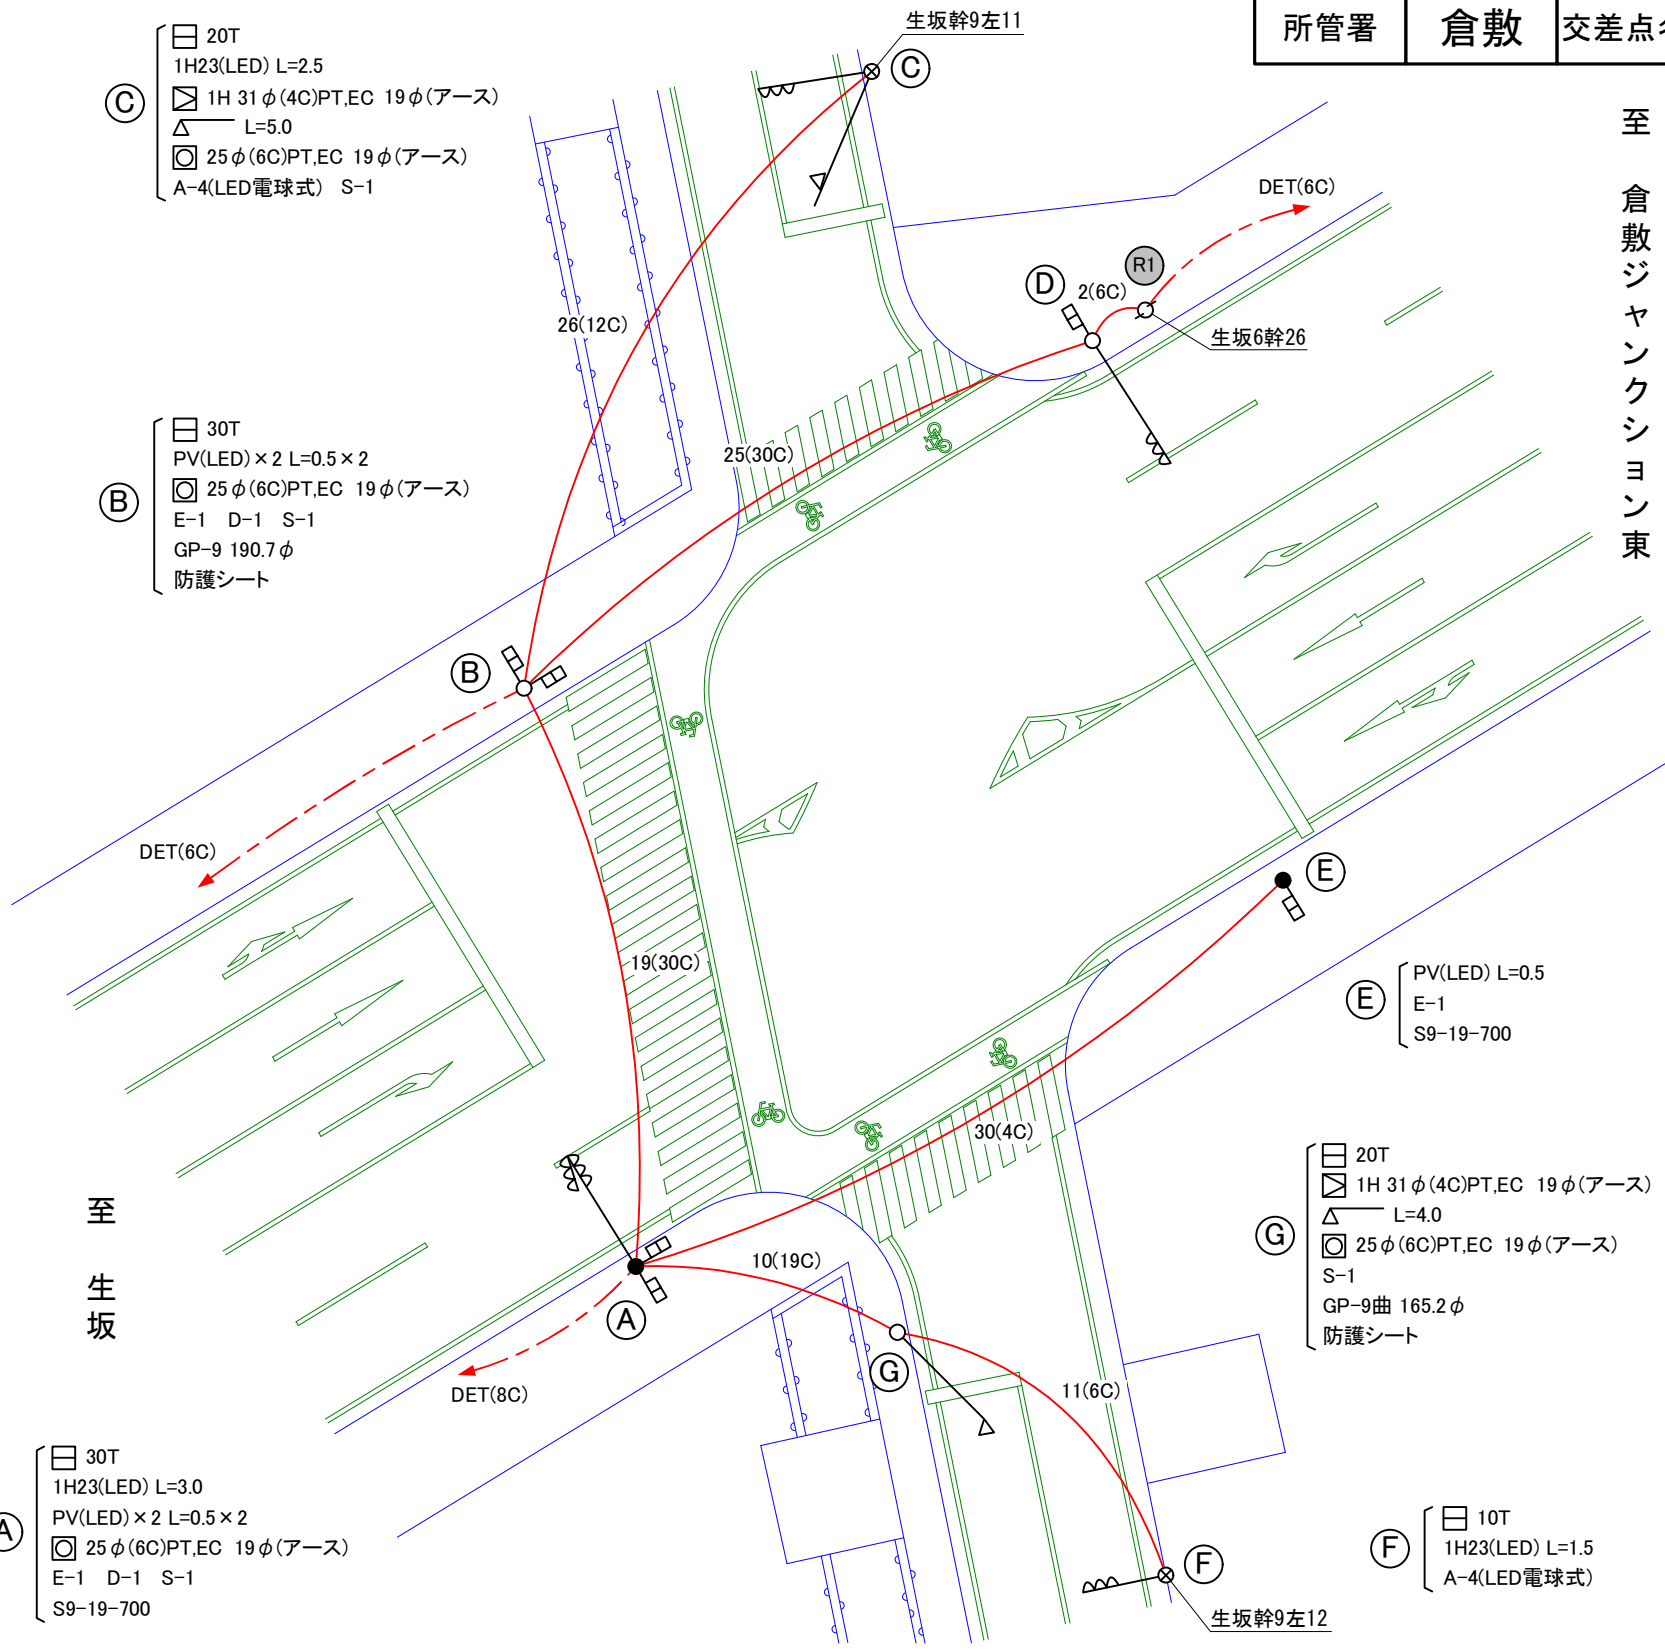 所管署 倉敷 交差点
生坂幹9左11
Ⓒ
20T
1H23(LED) L=2.5
1H 31φ(4C)PT,EC 19φ(アース)
L=5.0
25φ(6C)PT,EC 19φ(アース)
A-4(LED電球式) S-1
C
至 倉敷ジャンクション東
DET(6C)
R1
D
2(6C)
生坂6幹26
26(12C)
25(30C)
B
30T
PV(LED)×2 L=0.5×2
25φ(6C)PT,EC 19φ(アース)
E-1 D-1 S-1
GP-9 190.7φ
防護シート
B
DET(6C)
E
19(30C)
E
PV(LED) L=0.5
E-1
S9-19-700
30(4C)
G
20T
1H 31φ(4C)PT,EC 19φ(アース)
L=4.0
25φ(6C)PT,EC 19φ(アース)
S-1
GP-9曲 165.2φ
防護シート
至 生坂
10(19C)
A
G
DET(8C)
11(6C)
A
30T
1H23(LED) L=3.0
PV(LED)×2 L=0.5×2
25φ(6C)PT,EC 19φ(アース)
E-1 D-1 S-1
S9-19-700
F
生坂幹9左12
F
10T
1H23(LED) L=1.5
A-4(LED電球式)